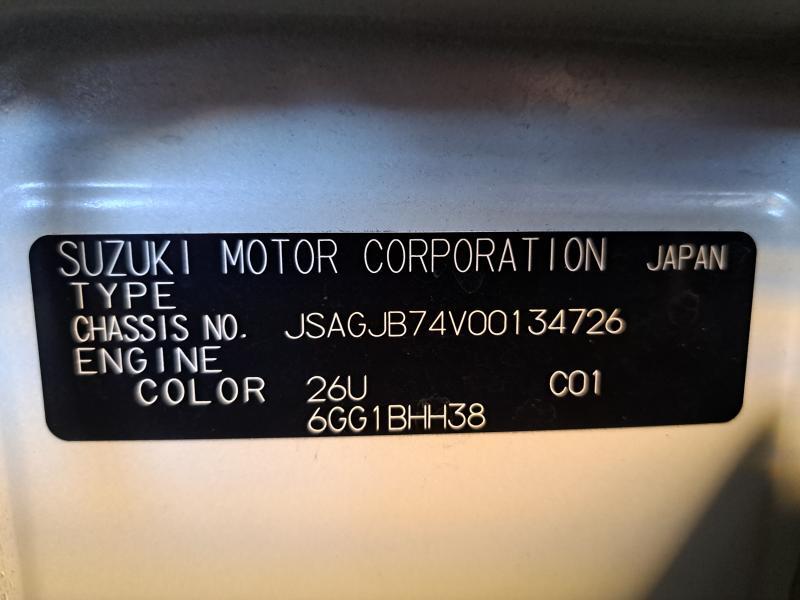 SUZUKI MOTOR CORPORATION JAPAN
TYPE
CHASSIS NO. JSAGJB74V00134726
ENGINE
COLOR 26U C01
6GG1BHH38